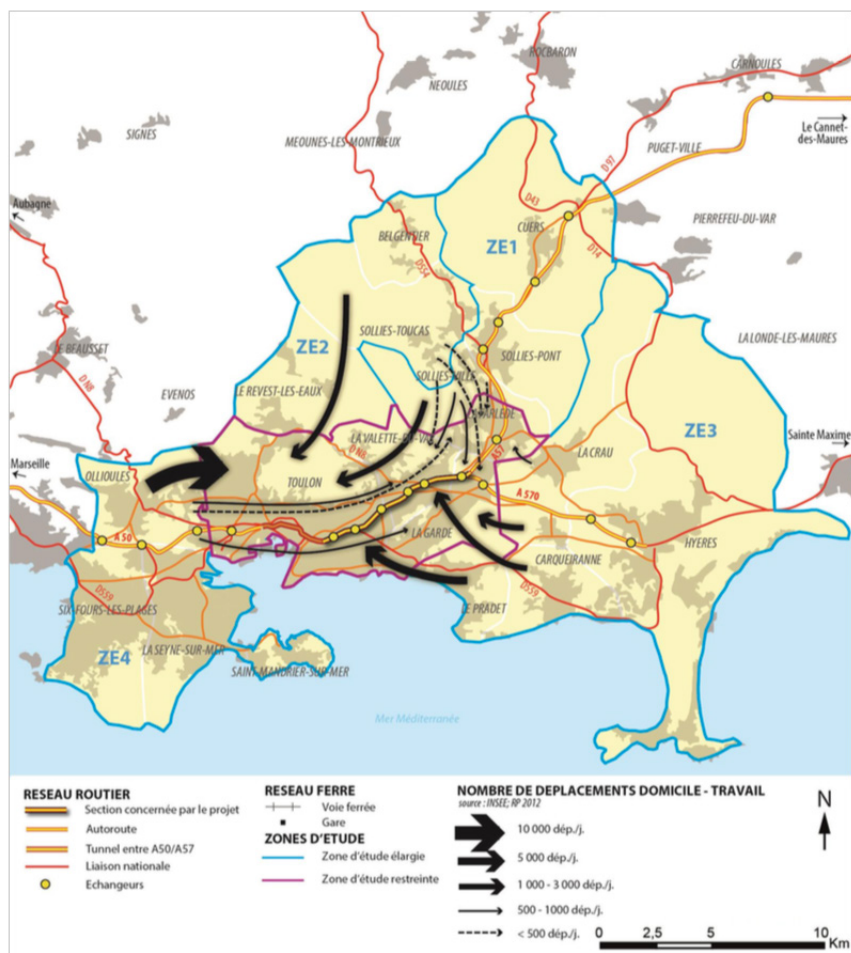 ROCBARON
CARNOULES
NEOULES
Le Cannet-
des-Maures
SIGNES
MEOUNES-LES-MONTRIEUX
PUGET-VILLE
D 97
D43
Aubagne
CUERS
PIERREFEU DU VAR
BELGENTIER
ZE1
D14
D554
SOLLIES-TOUCAS
ZE2
SOLLIES-PONT
LA LONDE-LES-MAURES
LE BEAUSSET
SOLLIES-VILLE
D N8
EVENOS
LE REVEST-LES-EAUX
LA FARLEDE
ZE3
LA VALETTE-DU-VAR
D N8
Sainte Maxime
Marseille
OLLIOULES
LA CRAU
A57
TOULON
A 570
A 50
LA GARDE
HYERES
CARQUEIRANNE
D559
D559
LE PRADET
SIX-FOURS-LES-PLAGES
ZE4
LA SEYNE-SUR-MER
SAINT-MANDRIER-SUR-MER
Mer Méditerranée
RESEAU ROUTIER
Section concernée par le projet
Autoroute
Tunnel entre A50/A57
Liaison nationale
Echangeurs
RESEAU FERRE
Voie ferrée
Gare
ZONES D'ETUDE
Zone d'étude élargie
Zone d'étude restreinte
NOMBRE DE DEPLACEMENTS DOMICILE - TRAVAIL
source : INSEE; RP 2012
10 000 dép./j.
5 000 dép./j.
1 000 - 3 000 dép./j.
500 - 1000 dép./j.
< 500 dép./j.
N
0 2,5 5 10
Km